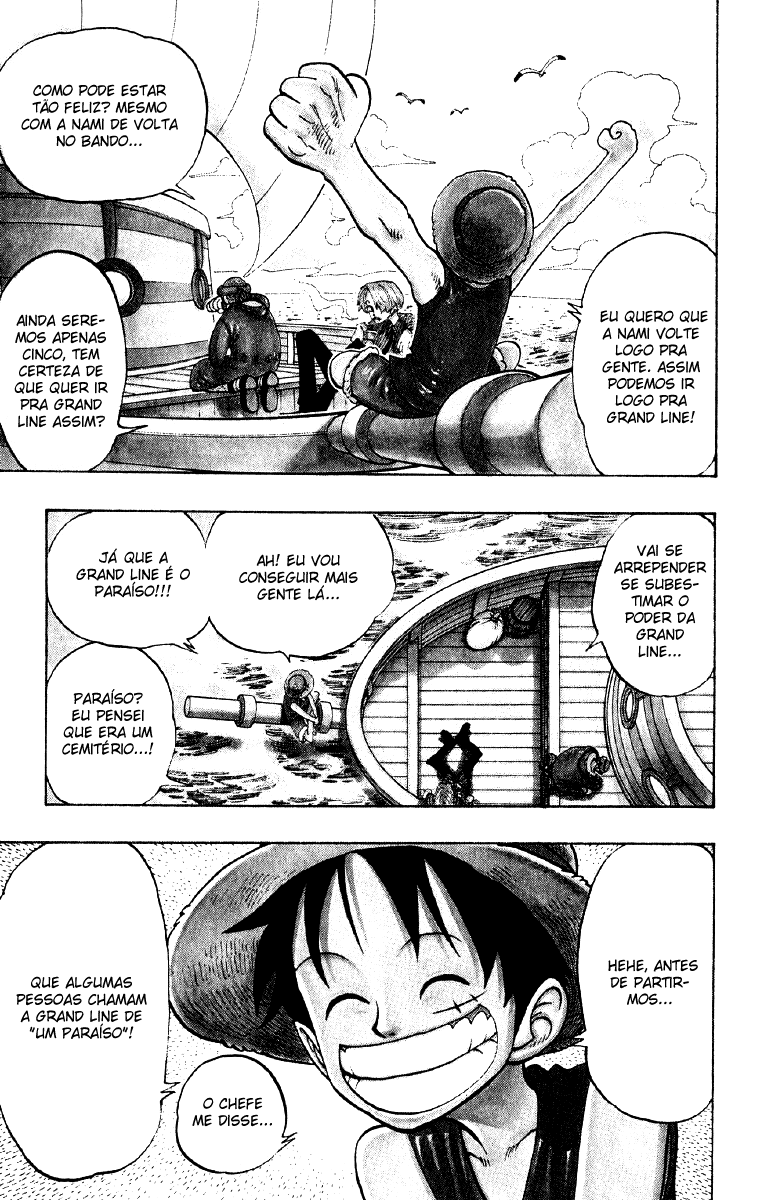 EU QUERO QUE
A NAMI VOLTE
LOGO PRA
GENTE. ASSIM
PODEMOS IR
LOGO PRA
GRAND LINE!
COMO PODE ESTAR
TÃO FELIZ? MESMO
COM A NAMI DE VOLTA
NO BANDO...
AINDA SERE-
MOS APENAS
CINCO, TEM
CERTEZA DE
QUE QUER IR
PRA GRAND
LINE ASSIM?
VAI SE
ARREPENDER
SE SUBES-
TIMAR O
PODER DA
GRAND
LINE...
AH! EU VOU
CONSEGUIR MAIS
GENTE LÁ...
JÁ QUE A
GRAND LINE É O
PARAÍSO!!!
PARAÍSO?
EU PENSEI
QUE ERA UM
CEMITÉRIO...!
HEHE, ANTES
DE PARTIR-
MOS...
O CHEFE
ME DISSE...
QUE ALGUMAS
PESSOAS CHAMAM
A GRAND LINE DE
"UM PARAÍSO"!